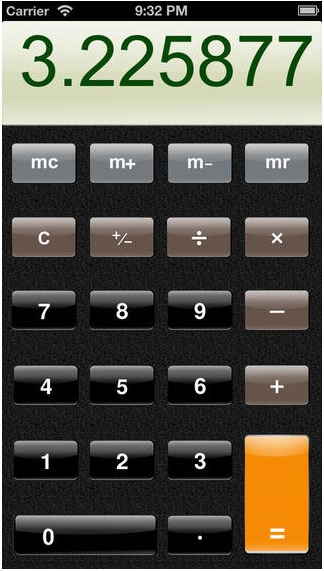 Carrier 9:32 PM
3.225877
mc m+ m− mr
C +/− ÷ ×
7 8 9 −
4 5 6 +
1 2 3
0 . =